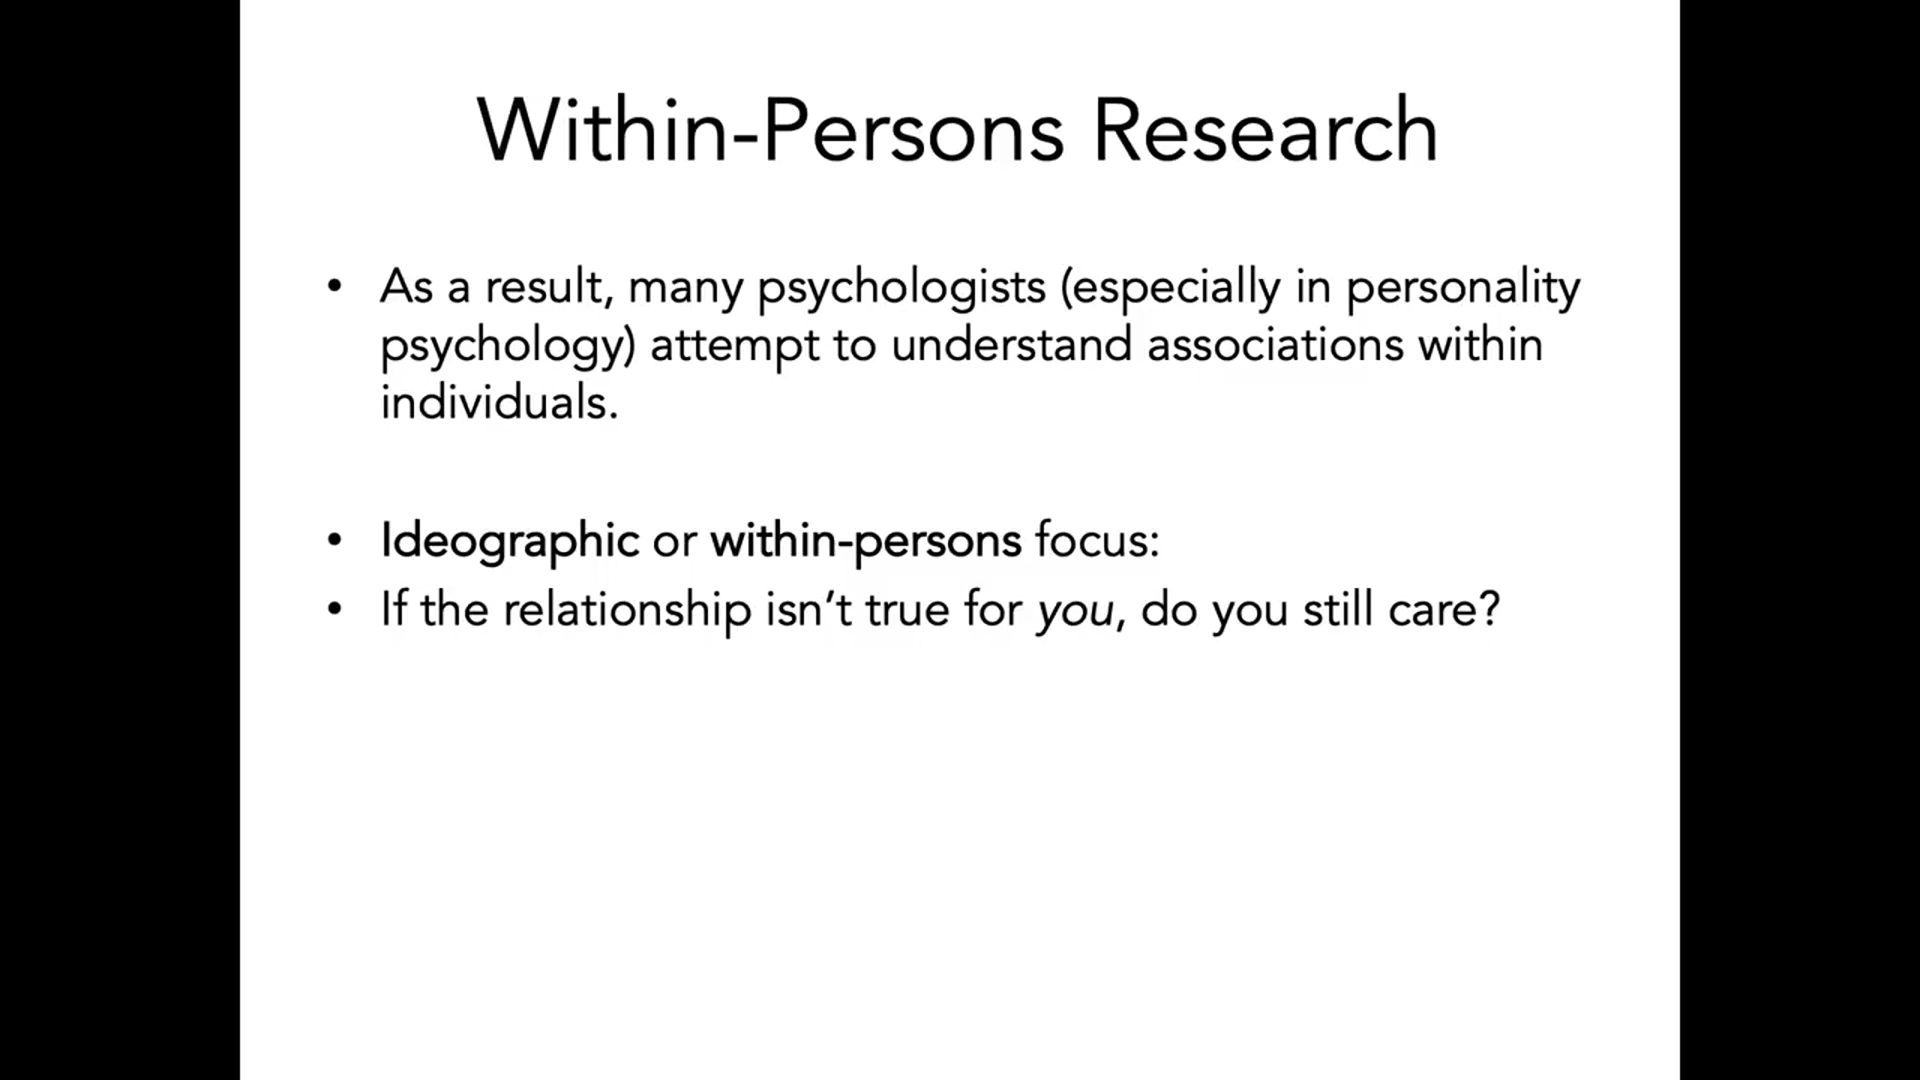 Within-Persons Research
• As a result, many psychologists (especially in personality
psychology) attempt to understand associations within
individuals.
• Ideographic or within-persons focus:
• If the relationship isn’t true for you, do you still care?